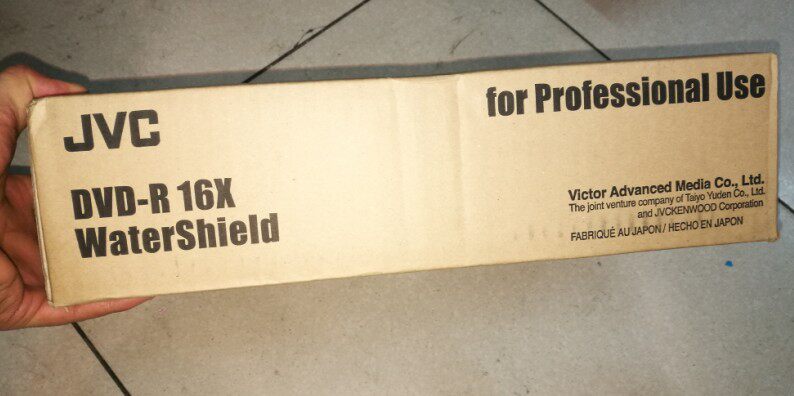 JVC
DVD-R 16X
WaterShield
for Professional Use
Victor Advanced Media Co., Ltd.
The joint venture company of Taiyo Yuden Co., Ltd.
and JVCKENWOOD Corporation
FABRIQUÉ AU JAPON / HECHO EN JAPON